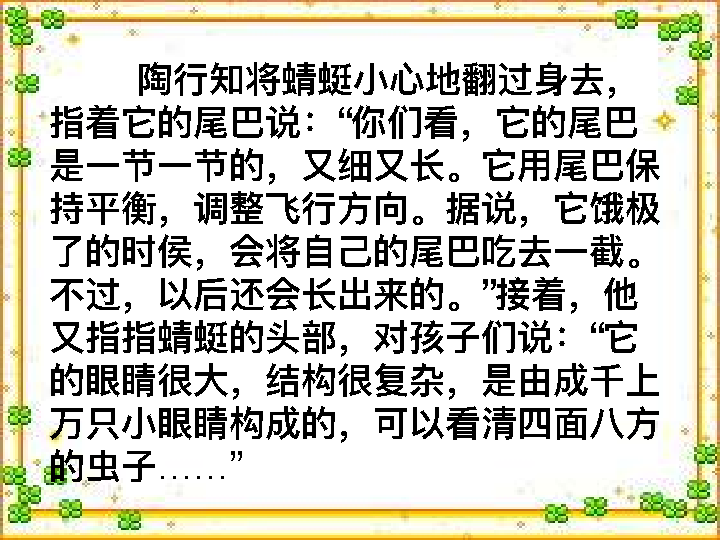 陶行知将蜻蜓小心地翻过身去，
指着它的尾巴说：“你们看，它的尾巴
是一节一节的，又细又长。它用尾巴保
持平衡，调整飞行方向。据说，它饿极
了的时侯，会将自己的尾巴吃去一截。
不过，以后还会长出来的。”接着，他
又指指蜻蜓的头部，对孩子们说：“它
的眼睛很大，结构很复杂，是由成千上
万只小眼睛构成的，可以看清四面八方
的虫子……”